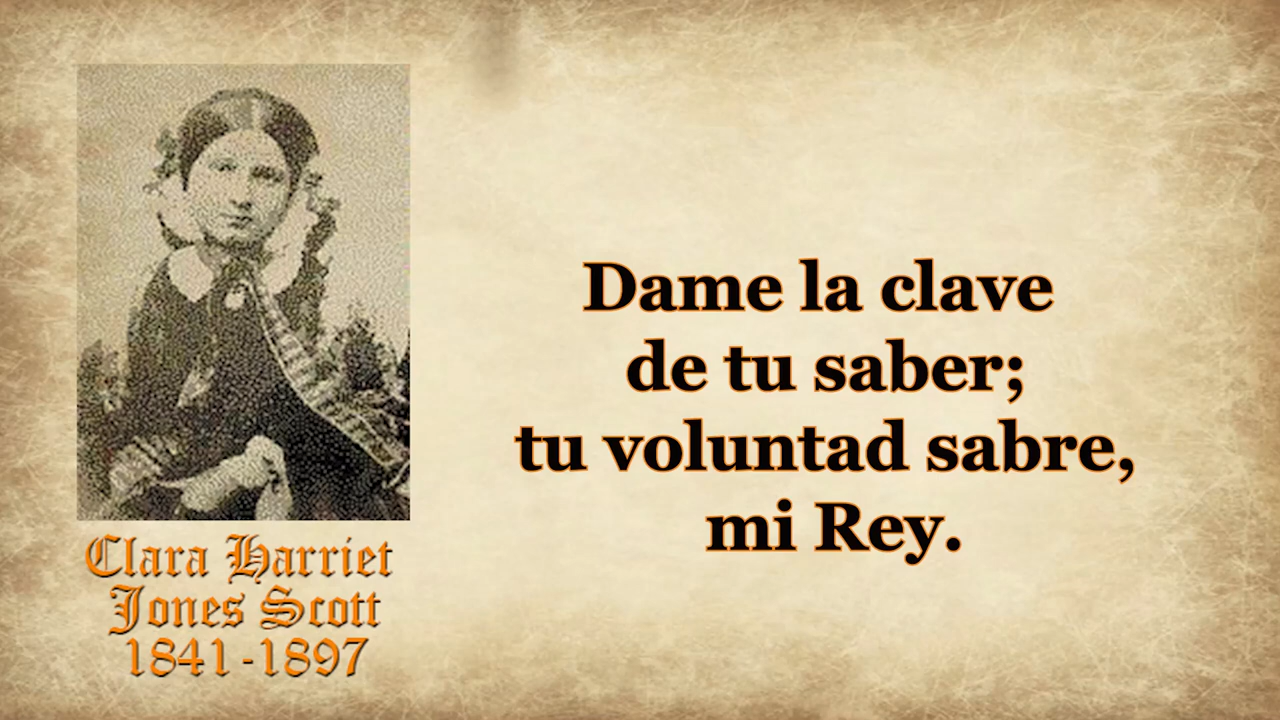 Dame la clave
de tu saber;
tu voluntad sabre,
mi Rey.
Clara Harriet
Jones Scott
1841-1897